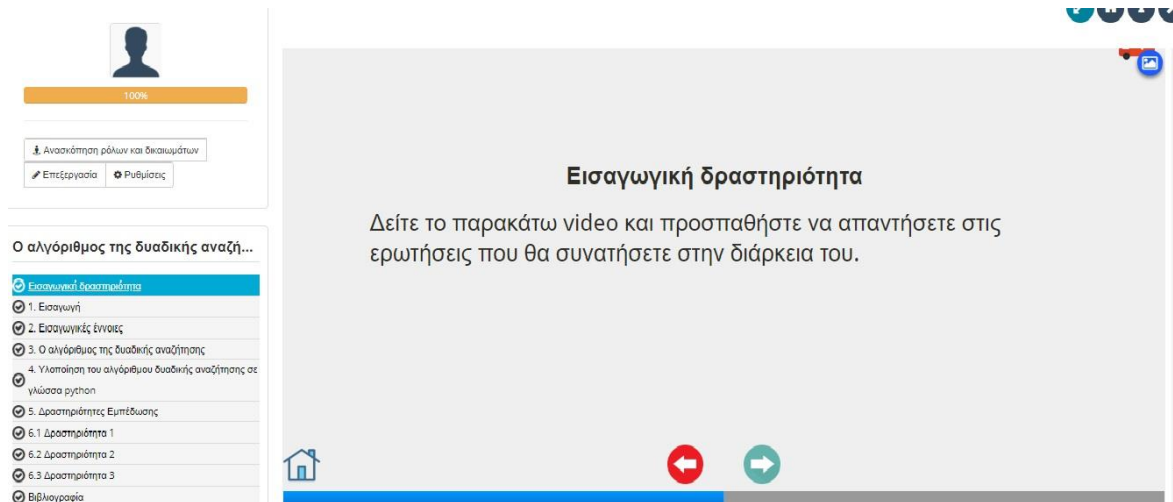 100%
Ανασκόπηση ρόλων και δικαιωμάτων
Επεξεργασία
Ρυθμίσεις
Ο αλγόριθμος της δυαδικής αναζή...
Εισαγωγική δραστηριότητα
1. Εισαγωγή
2. Εισαγωγικές έννοιες
3. Ο αλγόριθμος της δυαδικής αναζήτησης
4. Υλοποίηση του αλγόριθμου δυαδικής αναζήτησης σε
γλώσσα python
5. Δραστηριότητες Εμπέδωσης
6.1 Δραστηριότητα 1
6.2 Δραστηριότητα 2
6.3 Δραστηριότητα 3
Βιβλιογραφία
Εισαγωγική δραστηριότητα
Δείτε το παρακάτω video και προσπαθήστε να απαντήσετε στις
ερωτήσεις που θα συνατήσετε στην διάρκεια του.